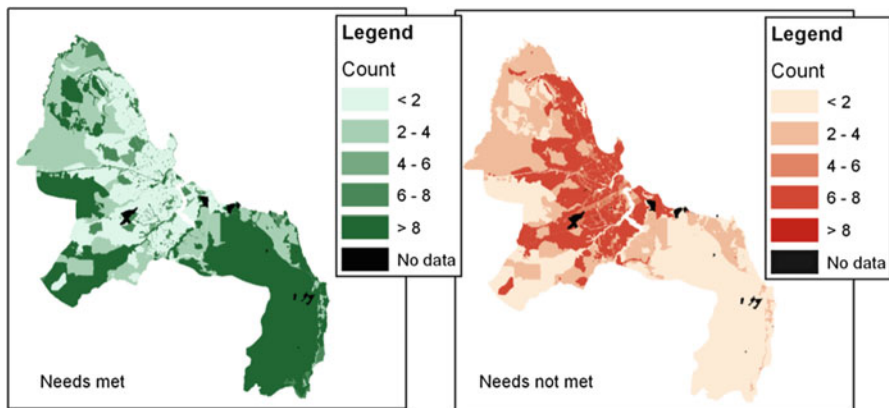 Legend
Count
< 2
2 - 4
4 - 6
6 - 8
> 8
No data
Needs met
Legend
Count
< 2
2 - 4
4 - 6
6 - 8
> 8
No data
Needs not met